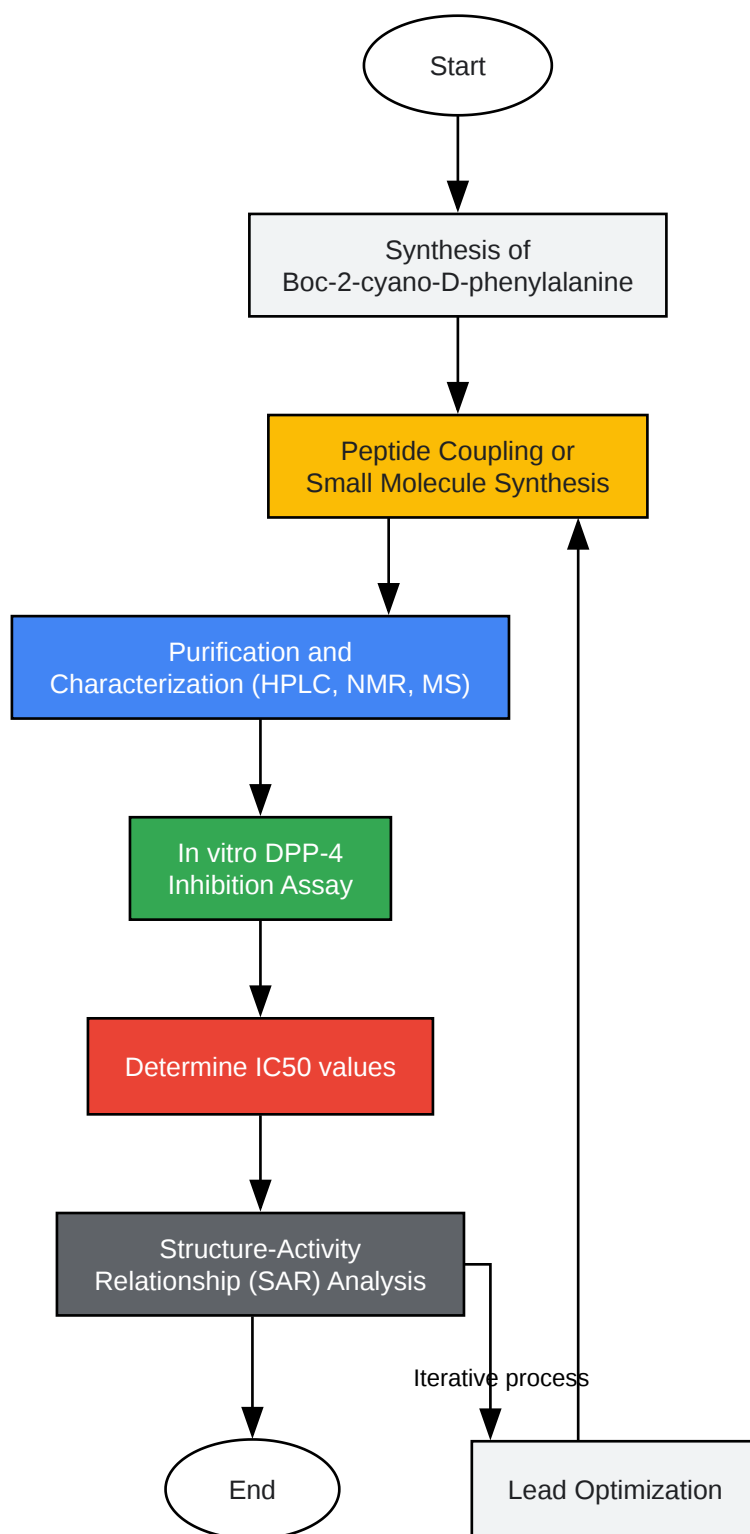 Start
Synthesis of
Boc-2-cyano-D-phenylalanine
Peptide Coupling or
Small Molecule Synthesis
Purification and
Characterization (HPLC, NMR, MS)
In vitro DPP-4
Inhibition Assay
Determine IC50 values
Structure-Activity
Relationship (SAR) Analysis
Iterative process
End
Lead Optimization